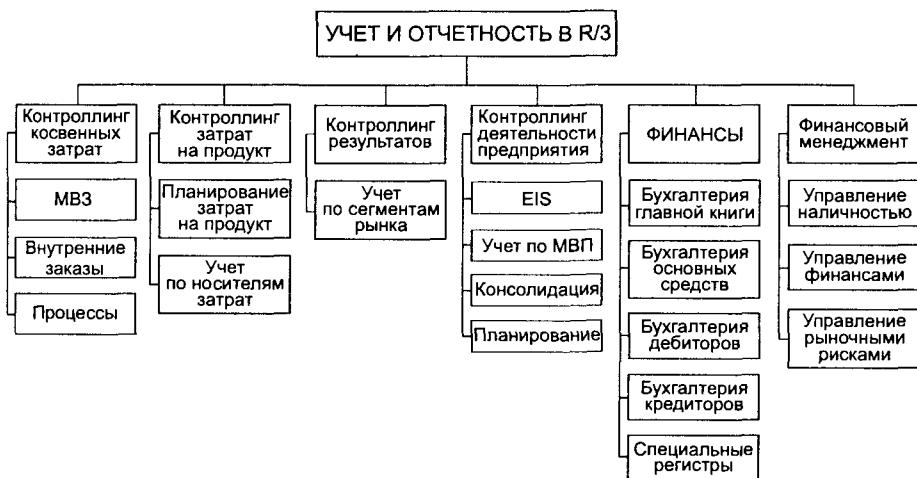 УЧЕТ И ОТЧЕТНОСТЬ В R/3
Контроллинг
косвенных
затрат
МВЗ
Внутренние
заказы
Процессы
Контроллинг
затрат
на продукт
Планирование
затрат
на продукт
Учет
по носителям
затрат
Контроллинг
результатов
Учет
по сегментам
рынка
Контроллинг
деятельности
предприятия
EIS
Учет по МВП
Консолидация
Планирование
ФИНАНСЫ
Бухгалтерия
главной книги
Бухгалтерия
основных
средств
Бухгалтерия
дебиторов
Бухгалтерия
кредиторов
Специальные
регистры
Финансовый
менеджмент
Управление
наличностью
Управление
финансами
Управление
рыночными
рисками